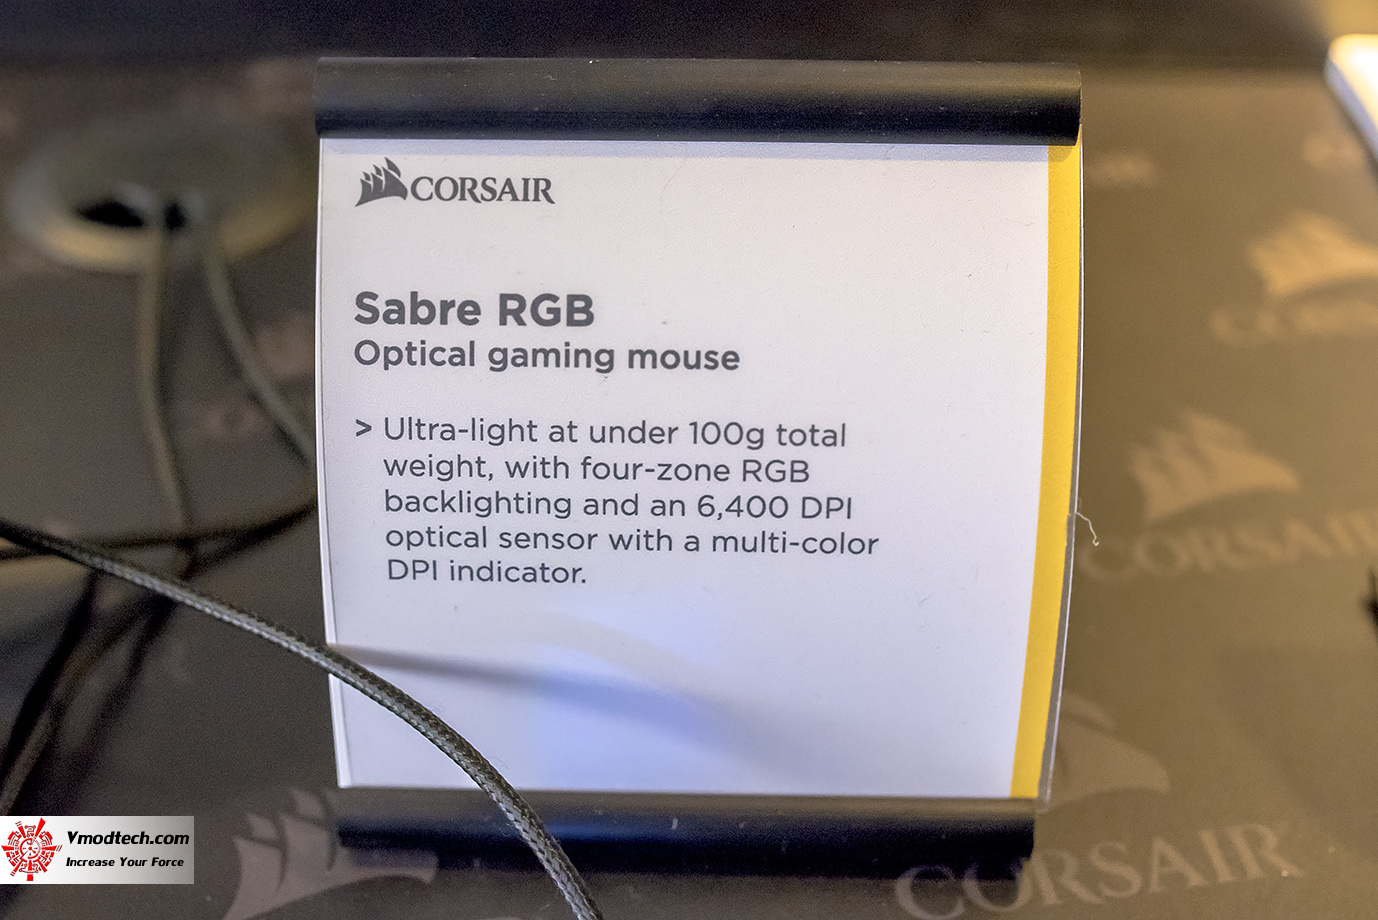 CORSAIR
Sabre RGB
Optical gaming mouse
> Ultra-light at under 100g total
weight, with four-zone RGB
backlighting and an 6,400 DPI
optical sensor with a multi-color
DPI indicator.
CORSAIR
CORSAIR
CORSAIR
Vmodtech.com
Increase Your Force